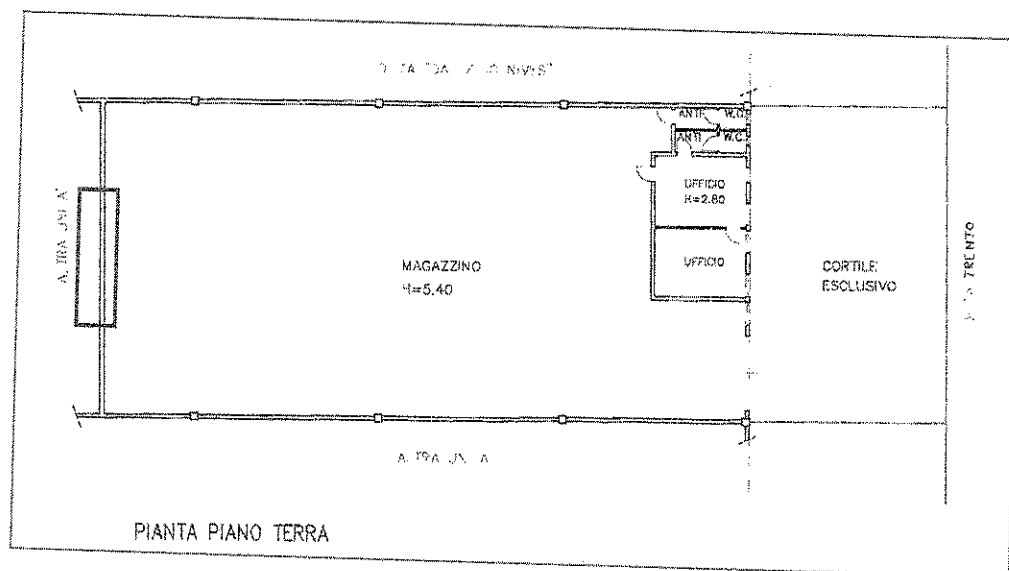 ANTI W.C.
ANTI W.C.
UFFICIO
H=2.80
UFFICIO
MAGAZZINO
H=5.40
CORTILE
ESCLUSIVO
TRENTO
PIANTA PIANO TERRA